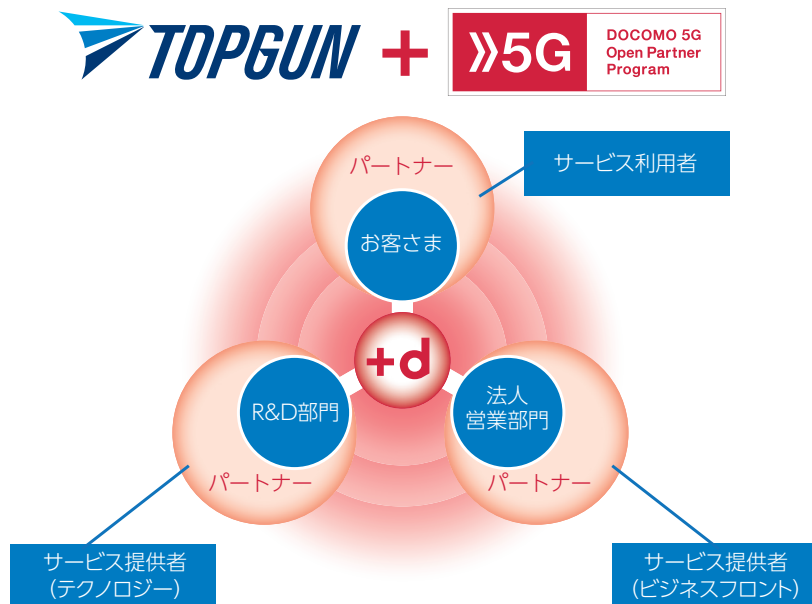 TOPGUN + 5G
DOCOMO 5G
Open Partner
Program
パートナー
サービス利用者
お客さま
+d
R&D部門
法人
営業部門
パートナー
パートナー
サービス提供者
(テクノロジー)
サービス提供者
(ビジネスフロント)